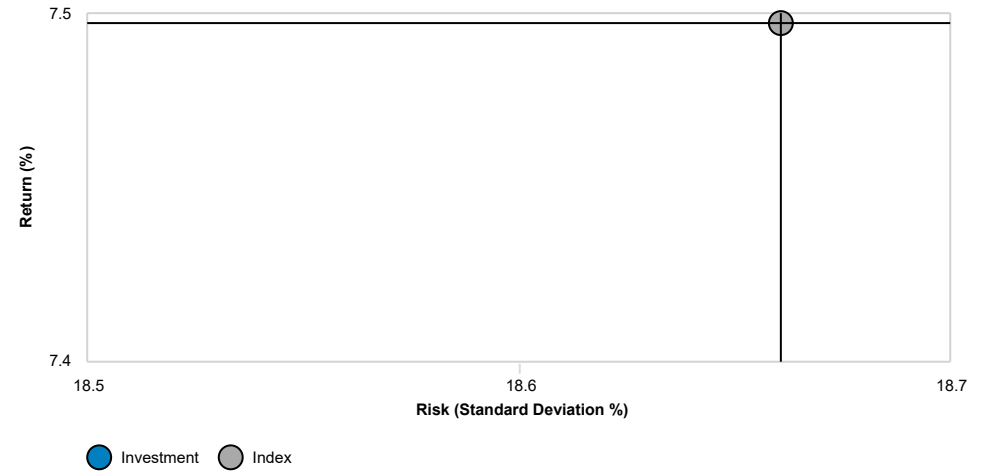 7.5
Return (%)
7.4
18.5 18.6 18.7
Risk (Standard Deviation %)
Investment Index